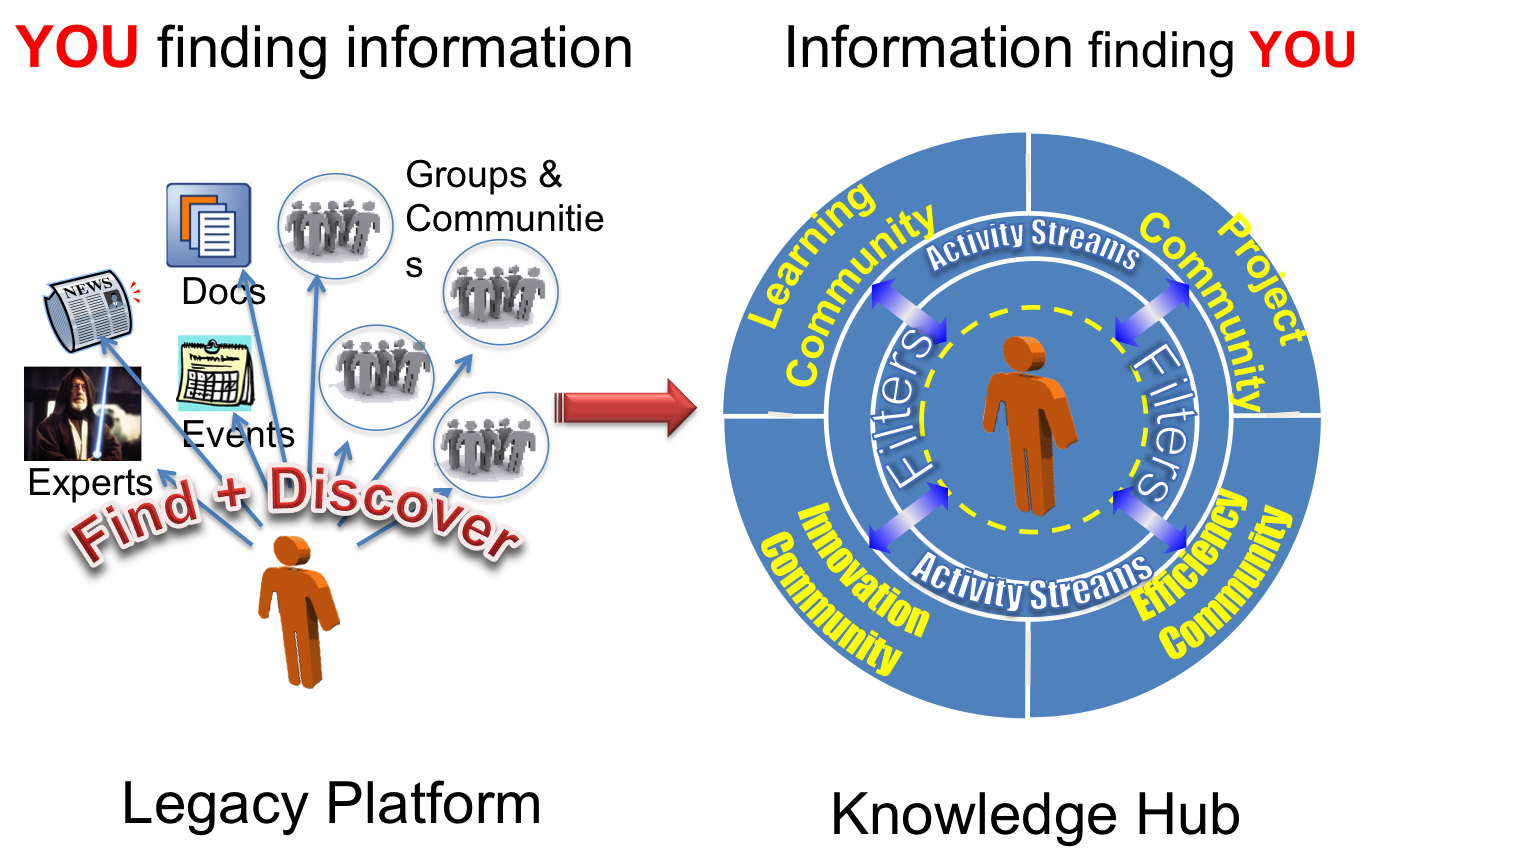 YOU finding information
Information finding YOU
Groups &
Communitie
s
Docs
NEWS
Events
Experts
Find + Discover
Legacy Platform
Learning
Community
Project
Community
Activity Streams
Filters
Filters
Activity Streams
Innovation
Community
Efficiency
Community
Knowledge Hub